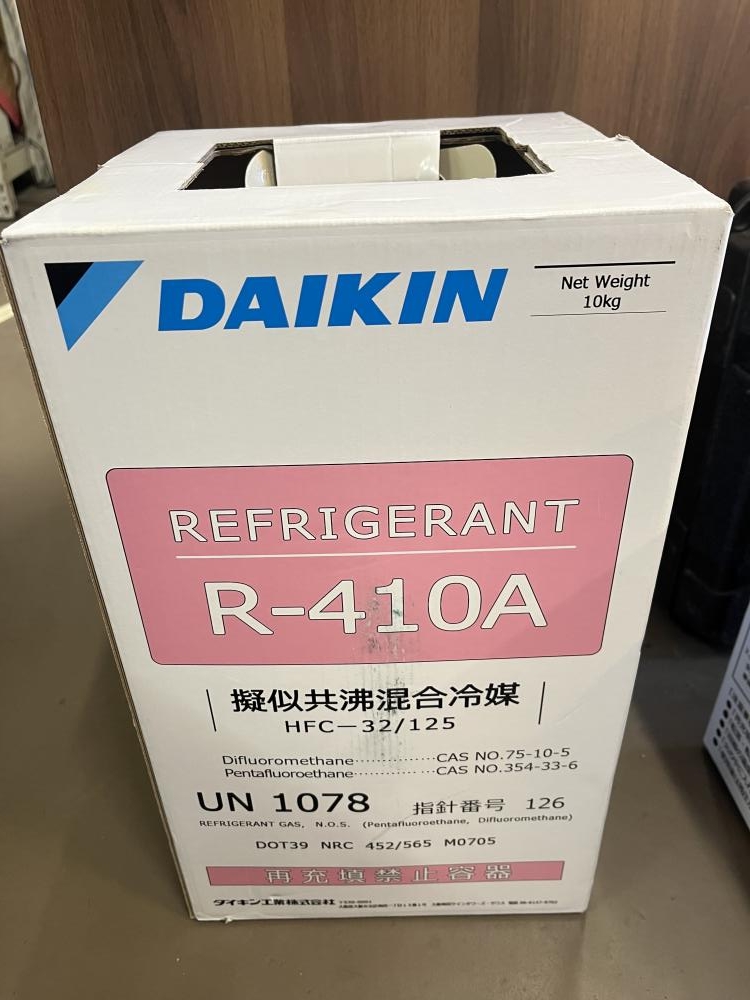 DAIKIN
Net Weight
10kg
REFRIGERANT
R-410A
擬似共沸混合冷媒
HFC-32/125
Difluoromethane··············CAS NO.75-10-5
Pentafluoroethane·············CAS NO.354-33-6
UN 1078 指針番号 126
REFRIGERANT GAS, N.O.S. (Pentafluoroethane, Difluoromethane)
DOT39 NRC 452/565 M0705
再充填禁止容器
ダイキン工業株式会社